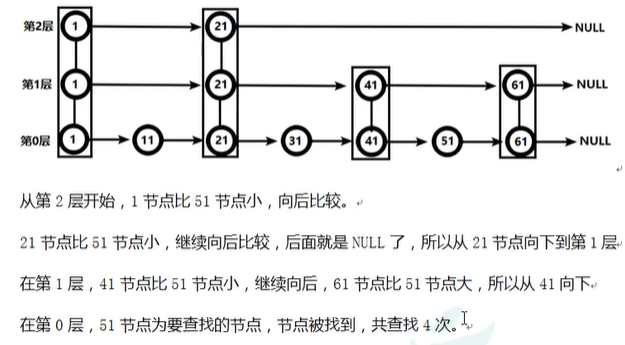 第2层 1 21 NULL
第1层 1 21 41 61 NULL
第0层 1 11 21 31 41 51 61 NULL
从第 2 层开始，1 节点比 51 节点小，向后比较。
21 节点比 51 节点小，继续向后比较，后面就是 NULL 了，所以从 21 节点向下到第 1 层
在第 1 层，41 节点比 51 节点小，继续向后，61 节点比 51 节点大，所以从 41 向下
在第 0 层，51 节点为要查找的节点，节点被找到，共查找 4 次。